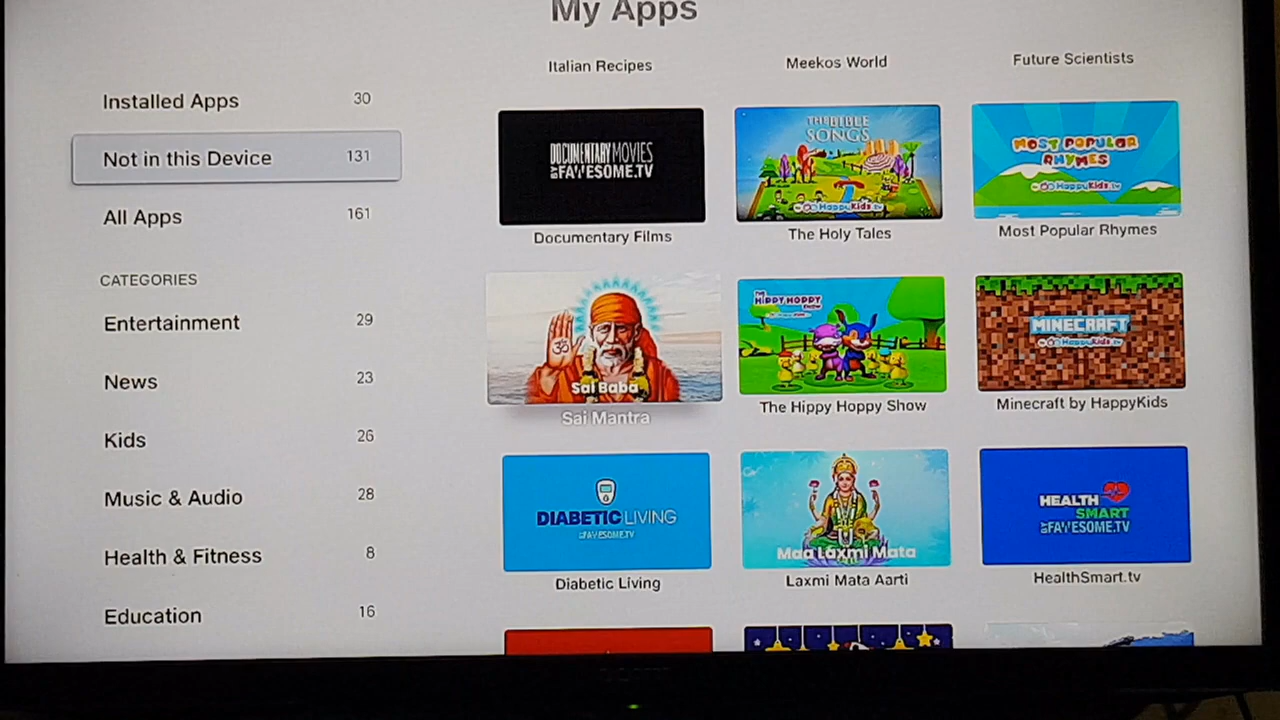 My Apps
Installed Apps 30
Not in this Device 131
All Apps 161
CATEGORIES
Entertainment 29
News 23
Kids 26
Music & Audio 28
Health & Fitness 8
Education 16
Italian Recipes
Meekos World
Future Scientists
DOCUMENTARY MOVIES
BY FAWESOME.TV
Documentary Films
THE BIBLE
SONGS
HappyKids.tv
The Holy Tales
MOST POPULAR
RHYMES
HappyKids.tv
Most Popular Rhymes
ॐ
Sai Baba
Sai Mantra
THE
HIPPY HOPPY
SHOW
The Hippy Hoppy Show
MINECRAFT
HappyKids.tv
Minecraft by HappyKids
DIABETIC LIVING
BY FAWESOME.TV
Diabetic Living
Maa Laxmi Mata
Laxmi Mata Aarti
HEALTH
SMART
BY FAWESOME.TV
HealthSmart.tv